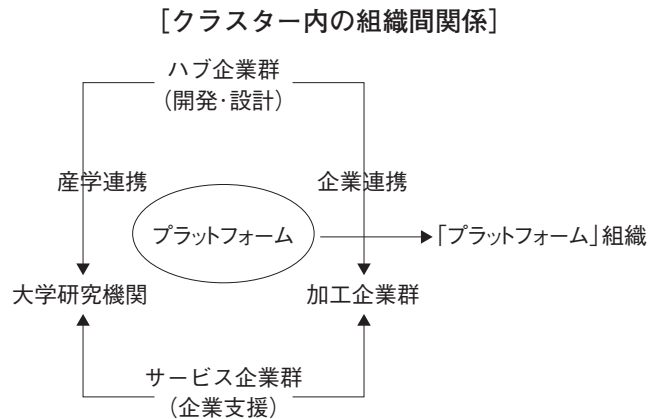 [クラスター内の組織間関係]
ハブ企業群
(開発・設計)
産学連携
企業連携
プラットフォーム
「プラットフォーム」組織
大学研究機関
加工企業群
サービス企業群
(企業支援)